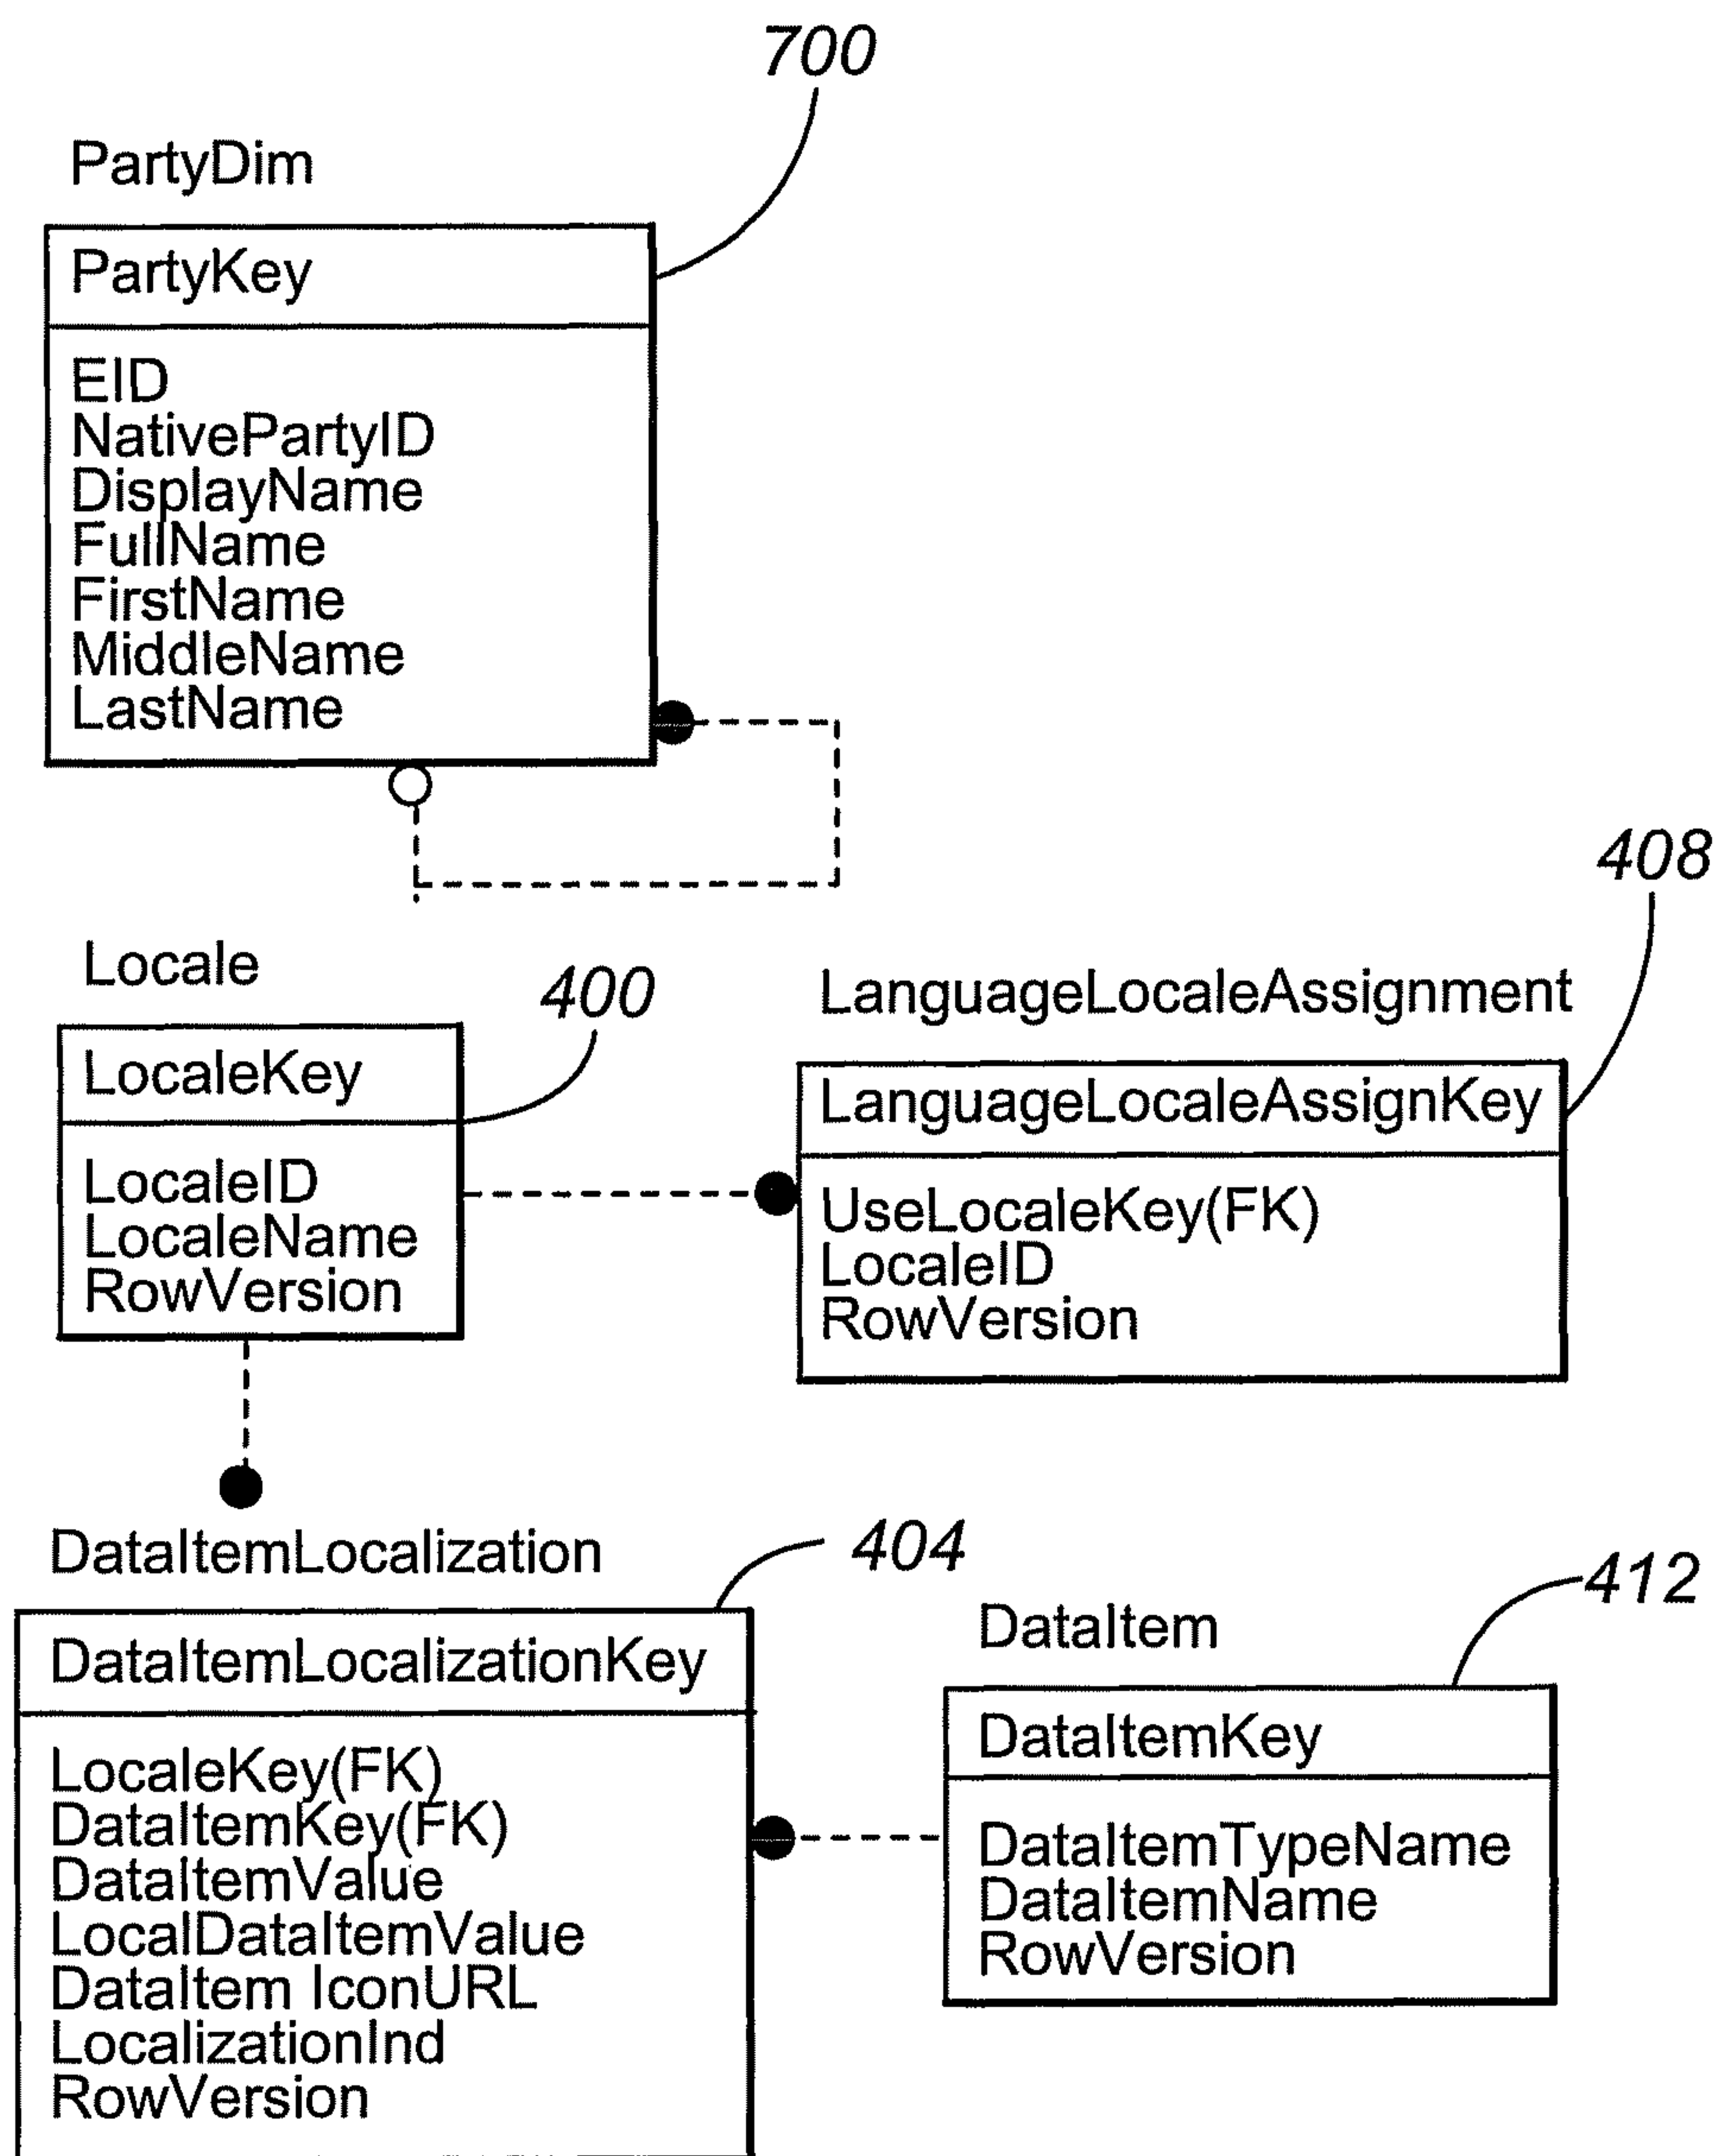 700
PartyDim
PartyKey
EID
NativePartyID
DisplayName
FullName
FirstName
MiddleName
LastName
408
Locale
400
LanguageLocaleAssignment
LocaleKey
LanguageLocaleAssignKey
LocaleID
LocaleName
RowVersion
UseLocaleKey(FK)
LocaleID
RowVersion
DataItemLocalization
404
412
DataItem
DataItemLocalizationKey
DataItemKey
LocaleKey(FK)
DataItemKey(FK)
DataItemValue
LocalDataItemValue
DataItem IconURL
LocalizationInd
RowVersion
DataItemTypeName
DataItemName
RowVersion